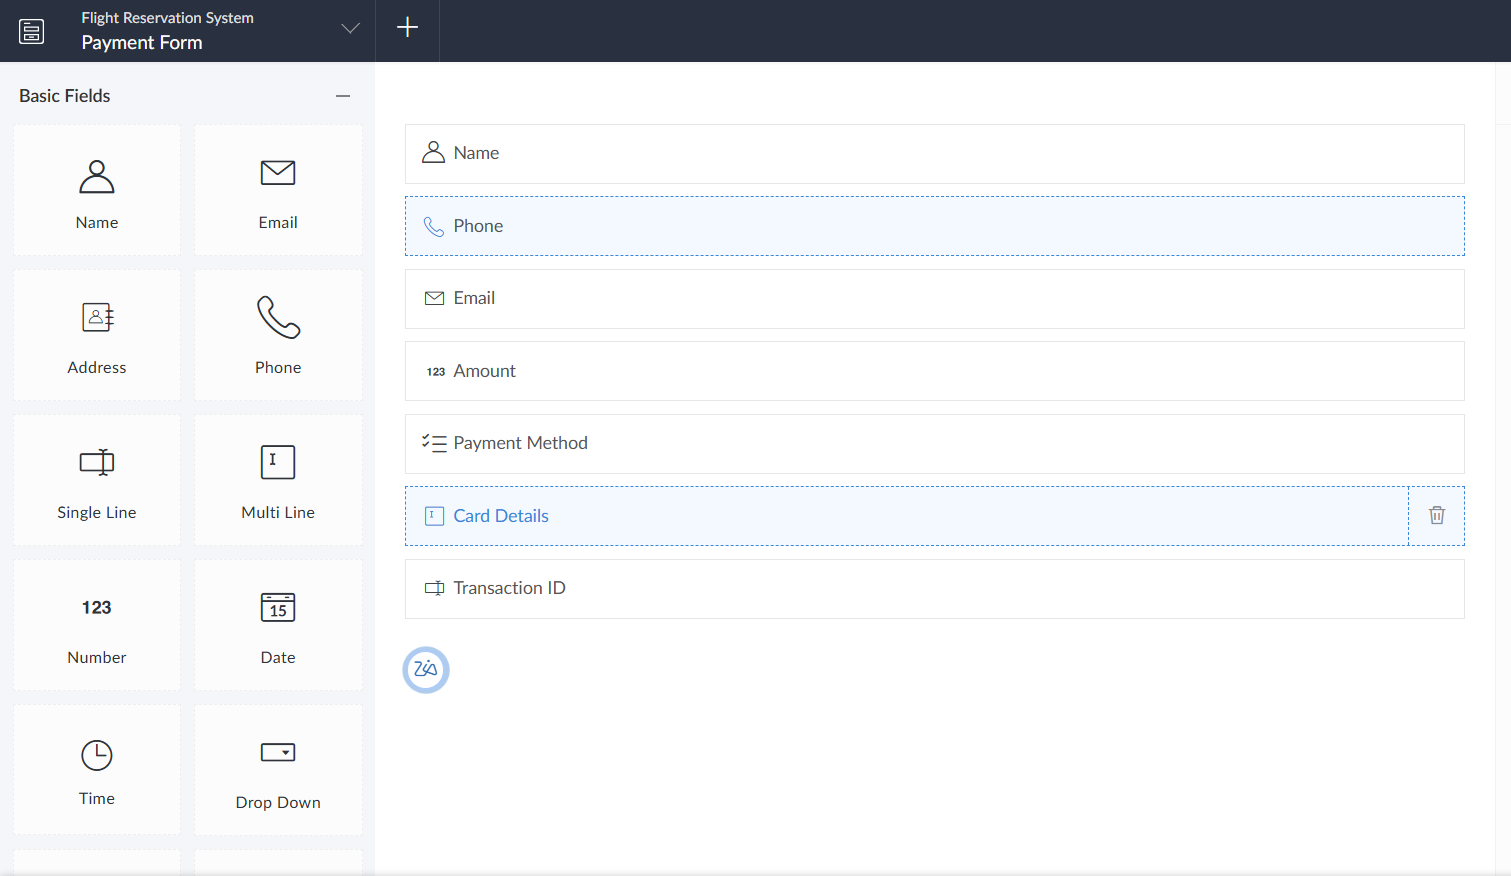 Flight Reservation System
Payment Form
Basic Fields
Name
Email
Address
Phone
Single Line
Multi Line
123
Number
15
Date
Time
Drop Down
Name
Phone
Email
123 Amount
Payment Method
Card Details
Transaction ID
Zia